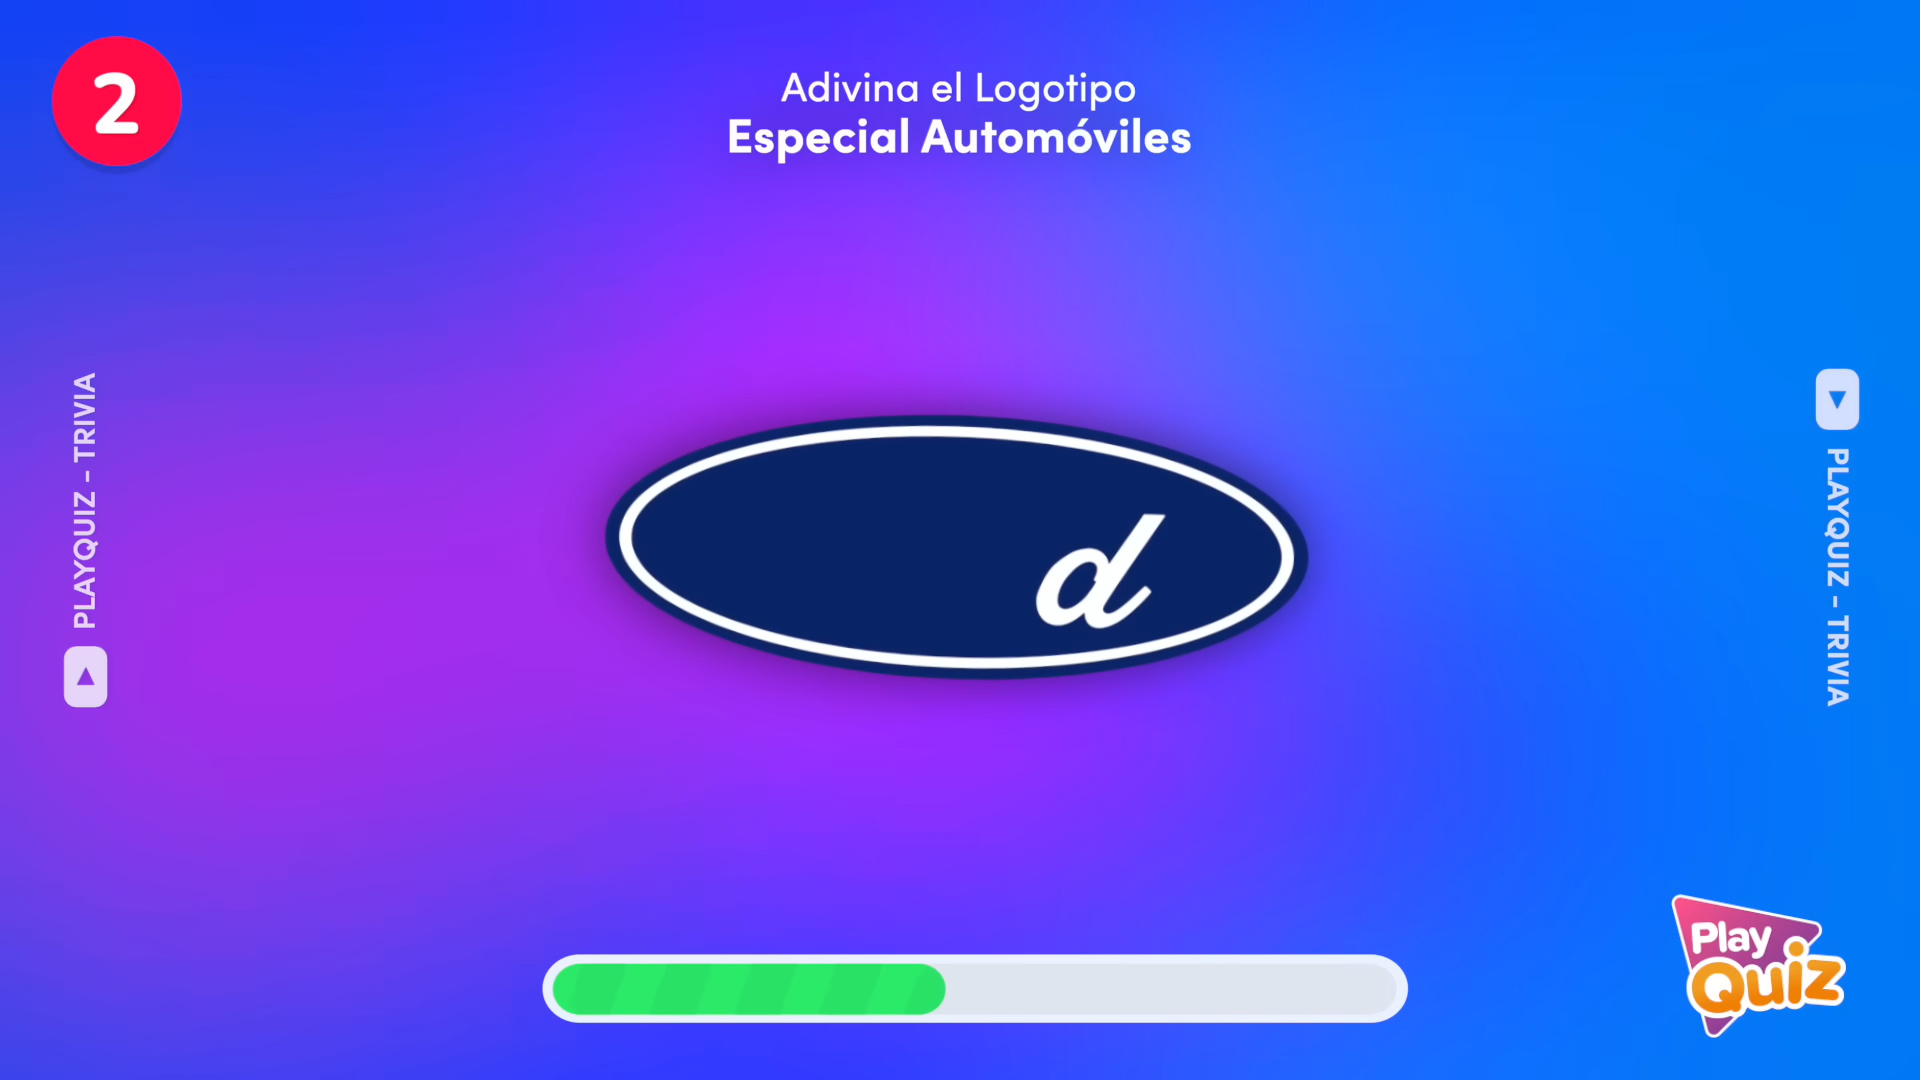 2
Adivina el Logotipo
Especial Automóviles
PLAYQUIZ - TRIVIA
d
PLAYQUIZ - TRIVIA
Play
Quiz